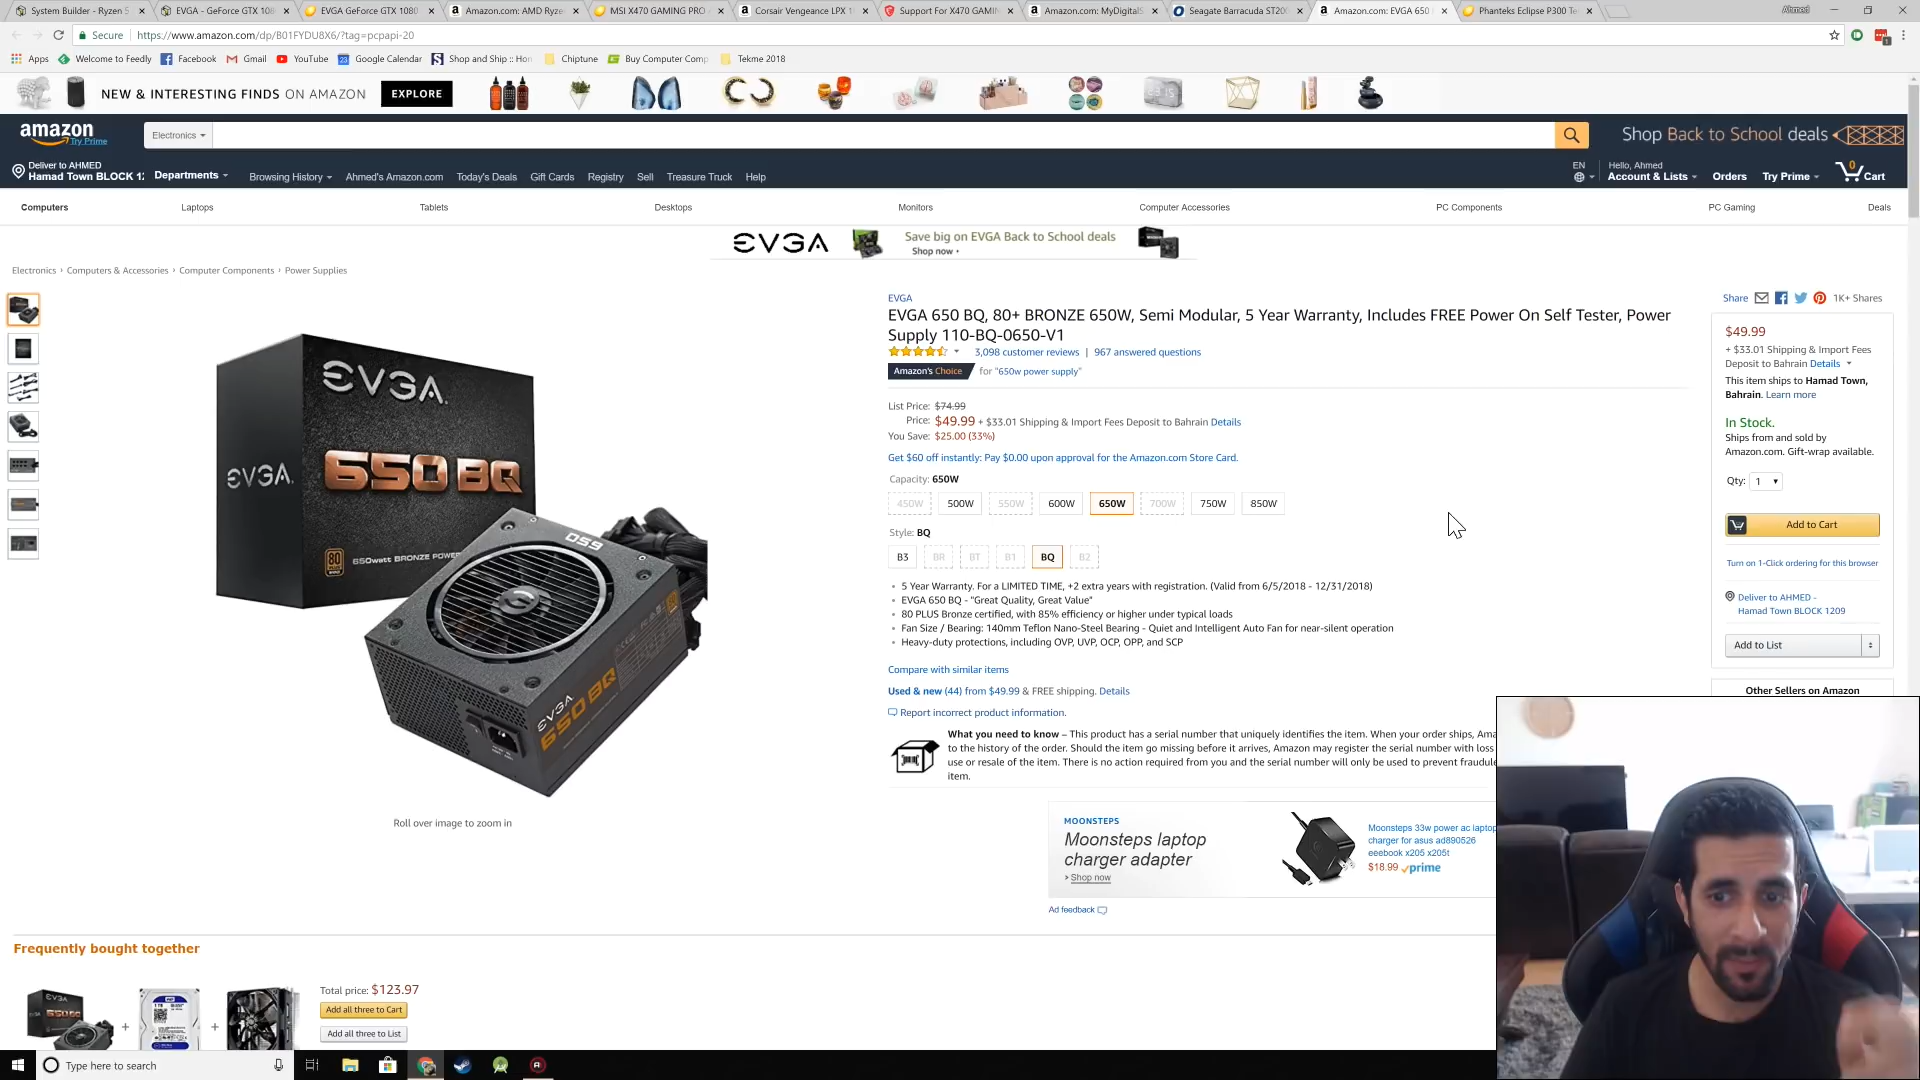 System Builder - Ryzen 5
EVGA - GeForce GTX 108
EVGA GeForce GTX 1080
Amazon.com: AMD Ryze
MSI X470 GAMING PRO
Corsair Vengeance LPX 1
Support For X470 GAMIN
Amazon.com: MyDigitalS
Seagate Barracuda ST200
Amazon.com: EVGA 650
Phanteks Eclipse P300 Te
Ahmed
Secure https://www.amazon.com/dp/B01FYDU8X6/?tag=pcpapi-20
Apps Welcome to Feedly Facebook Gmail YouTube Google Calendar Shop and Ship :: Hom Chiptune Buy Computer Comp Tekme 2018
NEW & INTERESTING FINDS ON AMAZON EXPLORE
amazon Try Prime
Electronics
Shop Back to School deals
Deliver to AHMED
Hamad Town BLOCK 12
Departments Browsing History Ahmed's Amazon.com Today's Deals Gift Cards Registry Sell Treasure Truck Help
EN
Hello, Ahmed
Account & Lists Orders Try Prime 0 Cart
Computers Laptops Tablets Desktops Monitors Computer Accessories PC Components PC Gaming Deals
EVGA Save big on EVGA Back to School deals
Shop now
Electronics › Computers & Accessories › Computer Components › Power Supplies
EVGA.
EVGA.
650 BQ
80
650watt BRONZE POWER
650
EVGA
650 BQ
Roll over image to zoom in
EVGA
EVGA 650 BQ, 80+ BRONZE 650W, Semi Modular, 5 Year Warranty, Includes FREE Power On Self Tester, Power
Supply 110-BQ-0650-V1
3,098 customer reviews | 967 answered questions
Amazon's Choice for "650w power supply"
List Price: $74.99
Price: $49.99 + $33.01 Shipping & Import Fees Deposit to Bahrain Details
You Save: $25.00 (33%)
Get $60 off instantly: Pay $0.00 upon approval for the Amazon.com Store Card.
Capacity: 650W
450W 500W 550W 600W 650W 700W 750W 850W
Style: BQ
B3 BR BT B1 BQ B2
5 Year Warranty. For a LIMITED TIME, +2 extra years with registration. (Valid from 6/5/2018 - 12/31/2018)
EVGA 650 BQ - "Great Quality, Great Value"
80 PLUS Bronze certified, with 85% efficiency or higher under typical loads
Fan Size / Bearing: 140mm Teflon Nano-Steel Bearing - Quiet and Intelligent Auto Fan for near-silent operation
Heavy-duty protections, including OVP, UVP, OCP, OPP, and SCP
Compare with similar items
Used & new (44) from $49.99 & FREE shipping. Details
Report incorrect product information.
What you need to know – This product has a serial number that uniquely identifies the item. When your order ships, Ama
to the history of the order. Should the item go missing before it arrives, Amazon may register the serial number with loss
use or resale of the item. There is no action required from you and the serial number will only be used to prevent fraudule
item.
MOONSTEPS
Moonsteps laptop
charger adapter
Shop now
Moonsteps 33w power ac laptop
charger for asus ad890526
eeebook x205 x205t
$18.99 prime
Ad feedback
Share 1K+ Shares
$49.99
+ $33.01 Shipping & Import Fees
Deposit to Bahrain Details
This item ships to Hamad Town,
Bahrain. Learn more
In Stock.
Ships from and sold by
Amazon.com. Gift-wrap available.
Qty: 1
Add to Cart
Turn on 1-Click ordering for this browser
Deliver to AHMED -
Hamad Town BLOCK 1209
Add to List
Other Sellers on Amazon
Frequently bought together
EVGA
650 BQ
+
+
Total price: $123.97
Add all three to Cart
Add all three to List
Type here to search